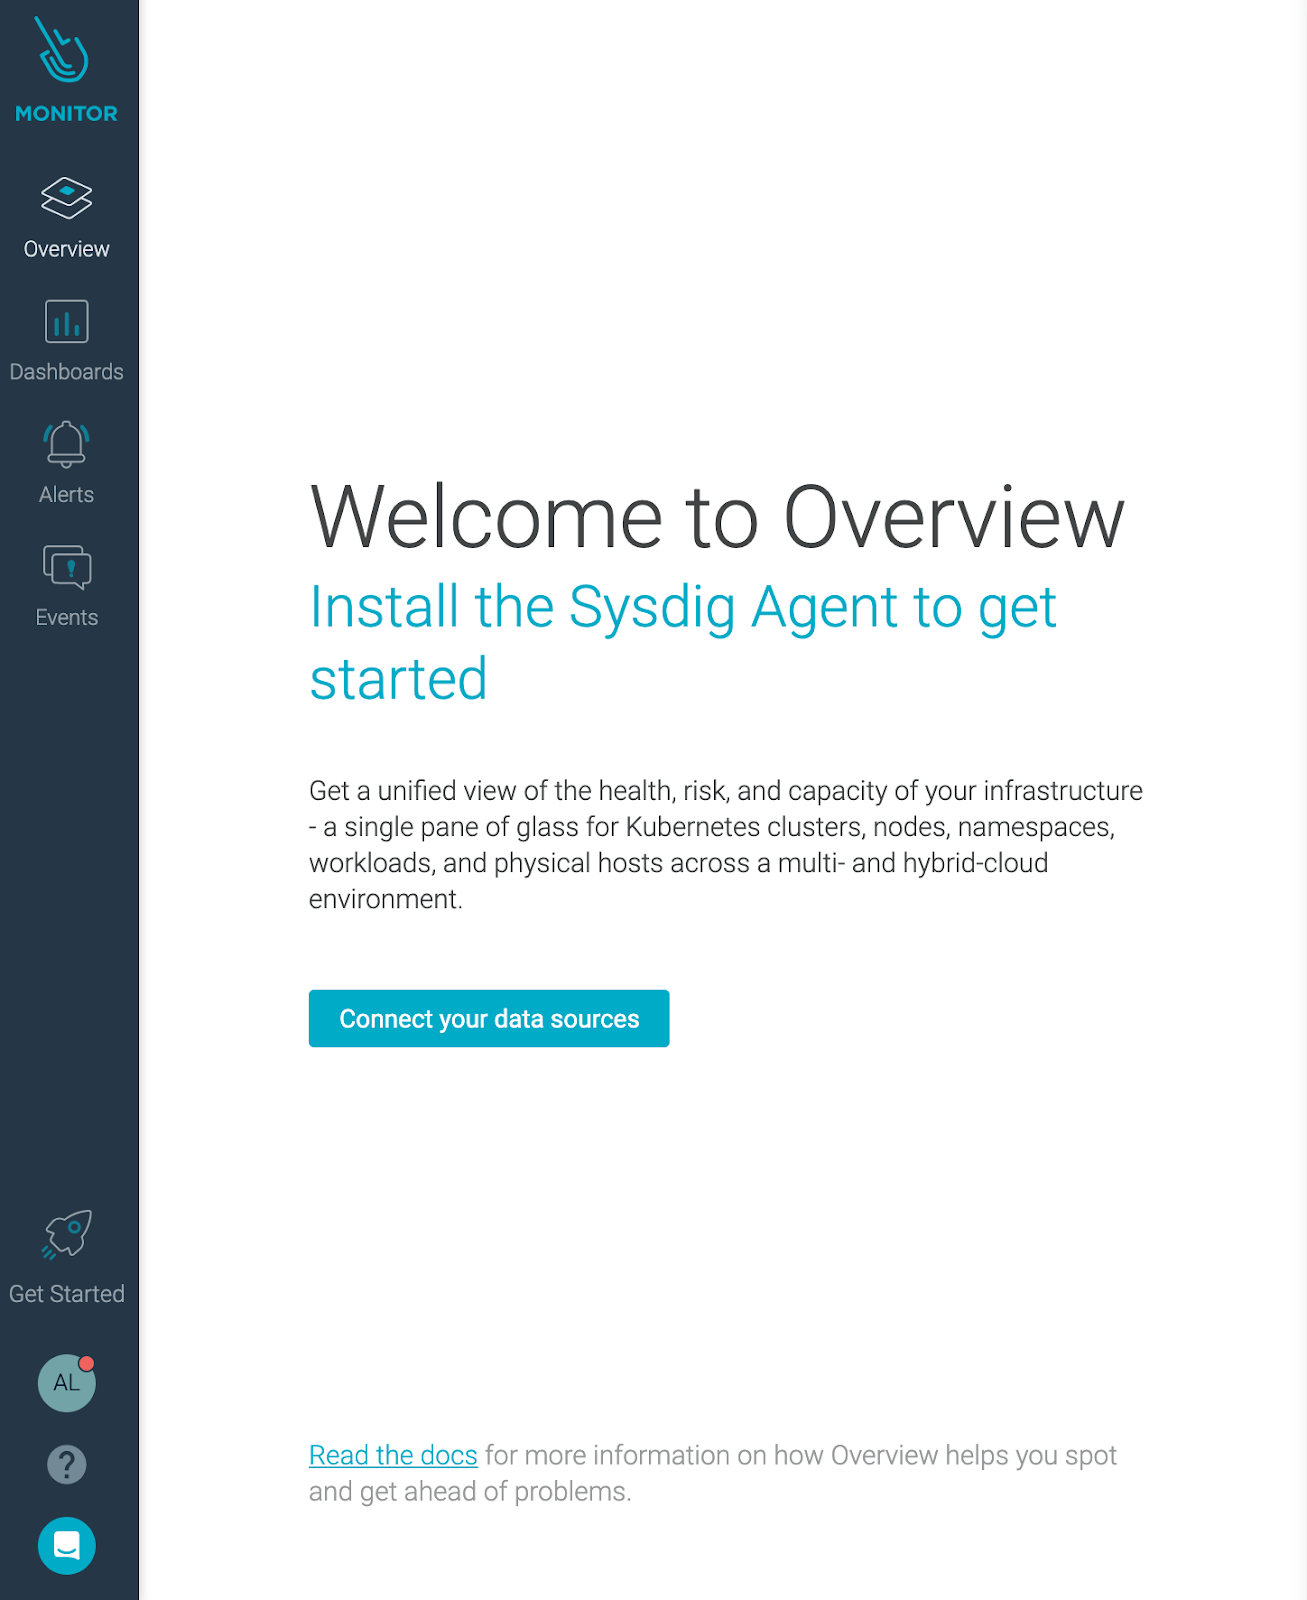 MONITOR
Overview
Dashboards
Alerts
Events
Get Started
AL
?
Welcome to Overview
Install the Sysdig Agent to get
started
Get a unified view of the health, risk, and capacity of your infrastructure
- a single pane of glass for Kubernetes clusters, nodes, namespaces,
workloads, and physical hosts across a multi- and hybrid-cloud
environment.
Connect your data sources
Read the docs for more information on how Overview helps you spot
and get ahead of problems.